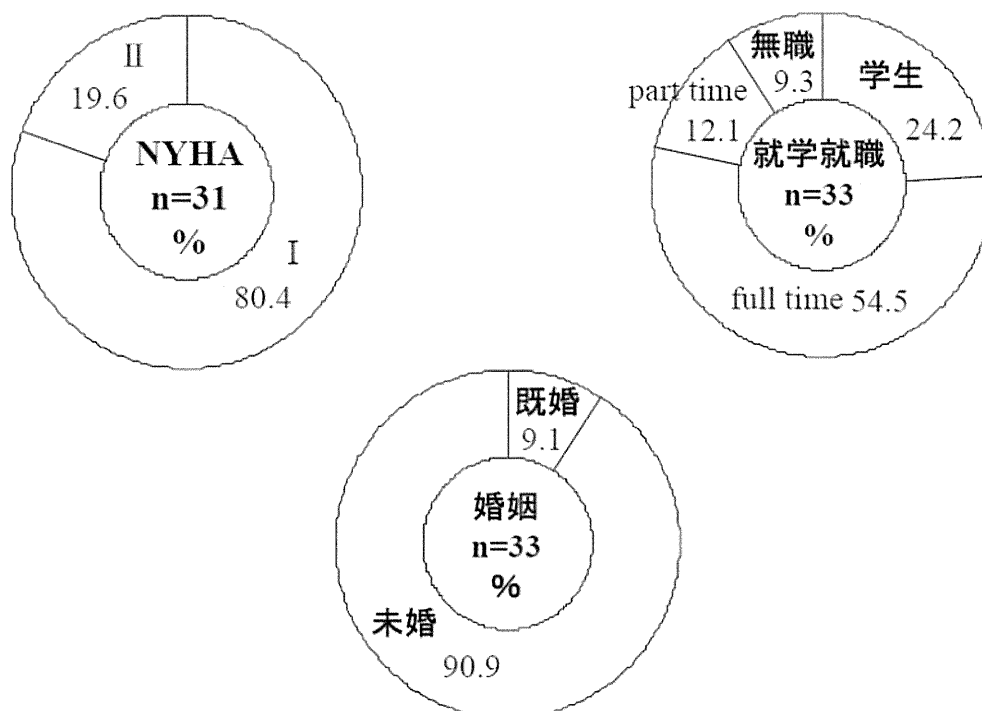 Ⅱ
19.6
NYHA
n=31
%
Ⅰ
80.4
無職
9.3
学生
24.2
part time
12.1
就学就職
n=33
%
full time 54.5
既婚
9.1
婚姻
n=33
%
未婚
90.9